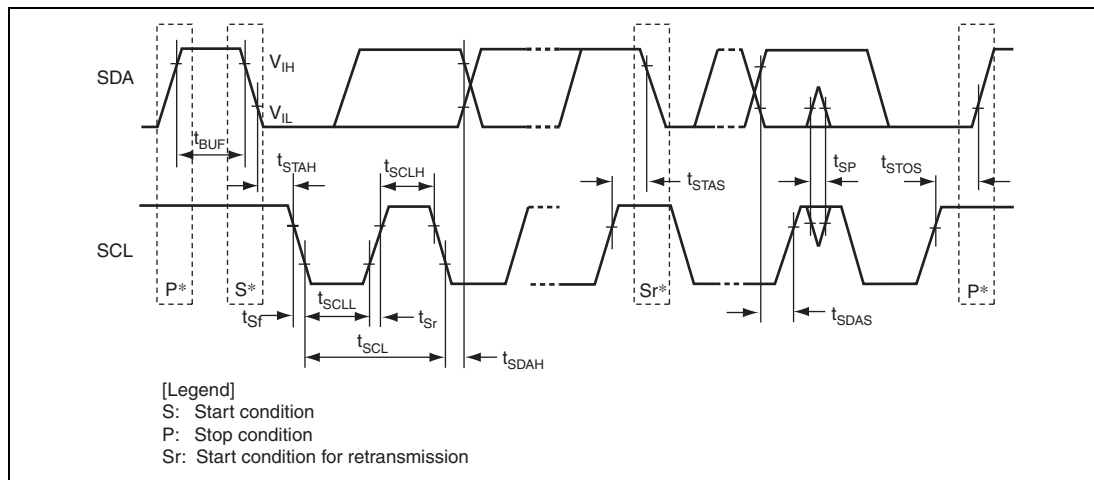 SDA
V_IH
V_IL
t_BUF
t_STAH
t_SCLH
t_STAS
t_SP
t_STOS
SCL
P*
S*
Sr*
P*
t_Sf
t_SCLL
t_Sr
t_SCL
t_SDAH
t_SDAS
[Legend]
S: Start condition
P: Stop condition
Sr: Start condition for retransmission